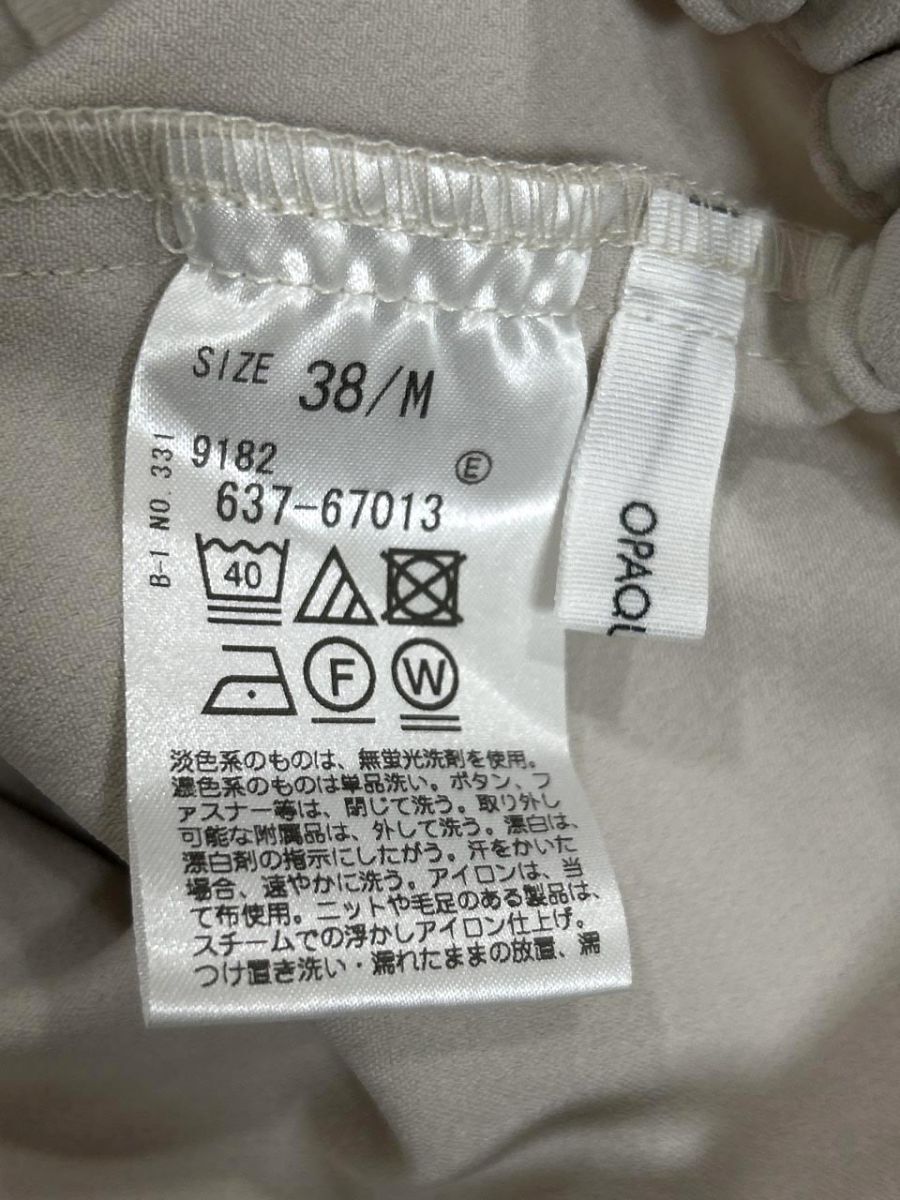 SIZE 38/M
B-1 NO.331
9182
Ⓔ
637-67013
40
F
W
淡色系のものは、無蛍光洗剤を使用。
濃色系のものは単品洗い。ボタン、フ
ァスナー等は、閉じて洗う。取り外し
可能な附属品は、外して洗う。漂白は、
漂白剤の指示にしたがう。汗をかいた
場合、速やかに洗う。アイロンは、当
て布使用。ニットや毛足のある製品は、
スチームでの浮かしアイロン仕上げ。
つけ置き洗い・濡れたままの放置、濡